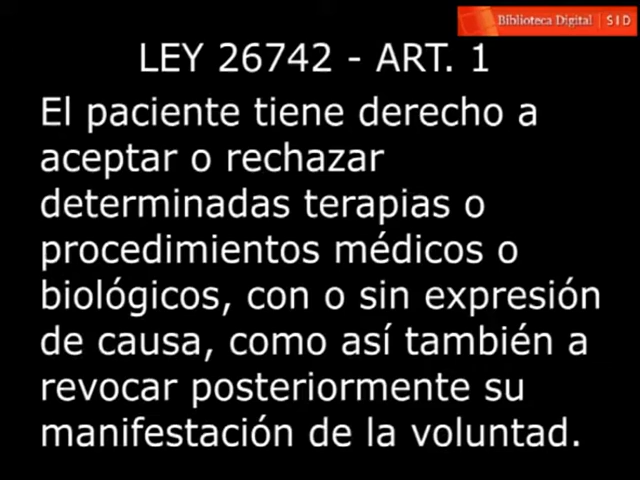 Biblioteca Digital | SID
LEY 26742 - ART. 1
El paciente tiene derecho a
aceptar o rechazar
determinadas terapias o
procedimientos médicos o
biológicos, con o sin expresión
de causa, como así también a
revocar posteriormente su
manifestación de la voluntad.